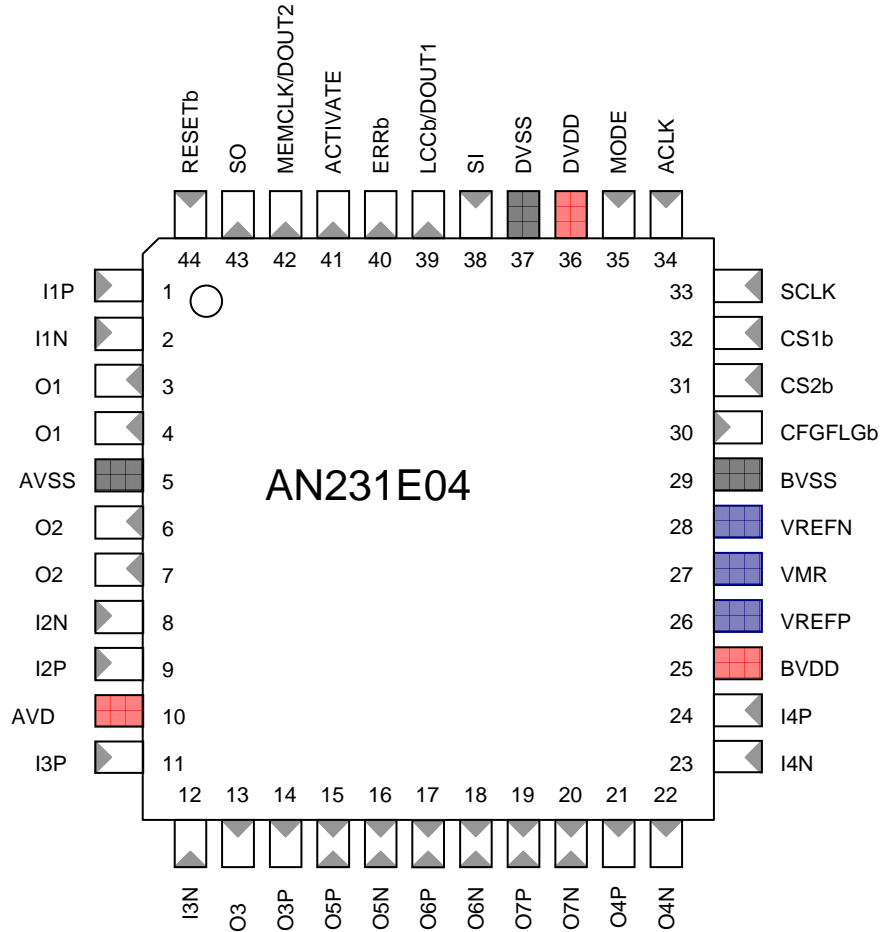 RESETb
SO
MEMCLK/DOUT2
ACTIVATE
ERRb
LCCb/DOUT1
SI
DVSS
DVDD
MODE
ACLK
44 43 42 41 40 39 38 37 36 35 34
I1P 1
I1N 2
O1 3
O1 4
AVSS 5
O2 6
O2 7
I2N 8
I2P 9
AVD 10
I3P 11
AN231E04
33 SCLK
32 CS1b
31 CS2b
30 CFGFLGb
29 BVSS
28 VREFN
27 VMR
26 VREFP
25 BVDD
24 I4P
23 I4N
12 13 14 15 16 17 18 19 20 21 22
I3N
O3
O3P
O5P
O5N
O6P
O6N
O7P
O7N
O4P
O4N